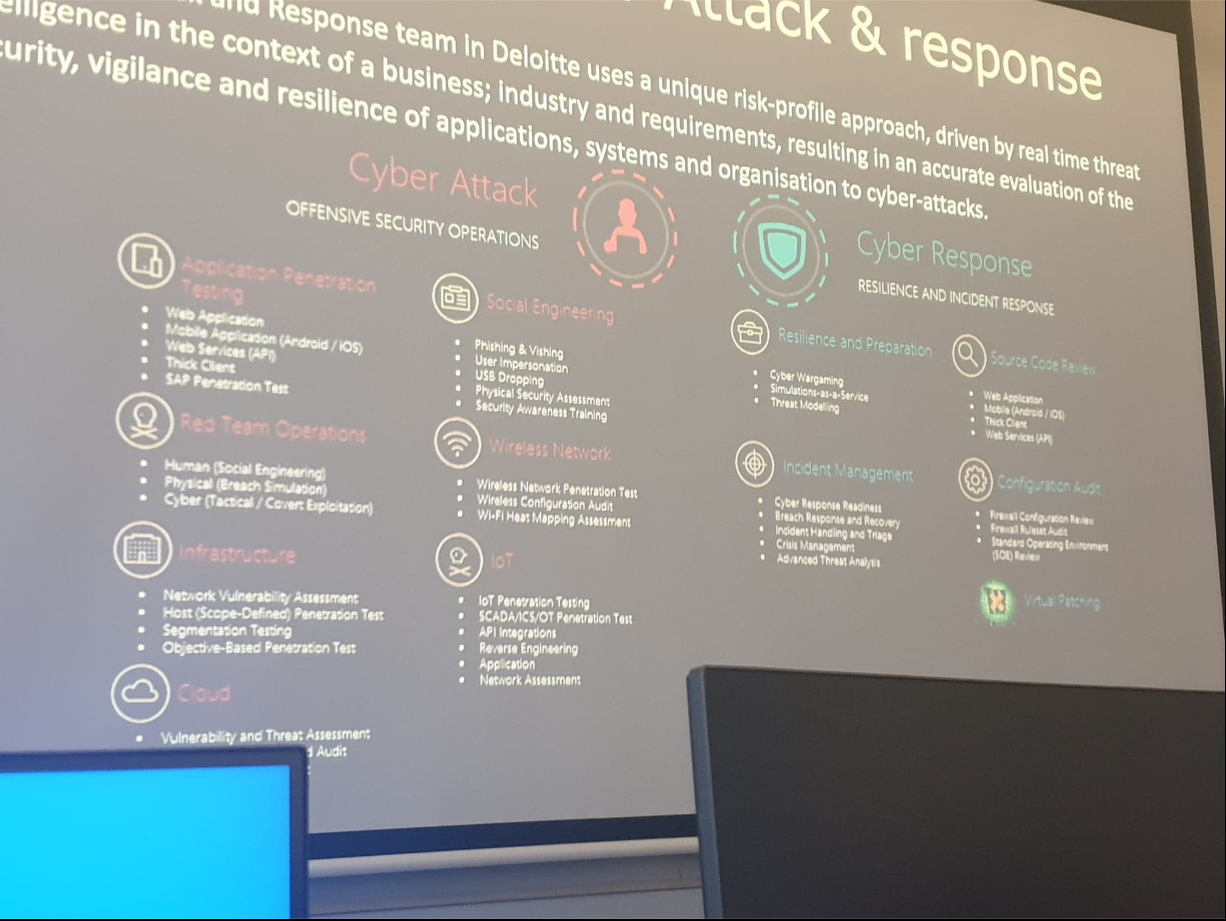 Attack & response
and Response team in Deloitte uses a unique risk-profile approach, driven by real time threat
in the context of a business; industry and requirements, resulting in an accurate evaluation of the
vigilance and resilience of applications, systems and organisation to cyber-attacks.
Cyber Attack
OFFENSIVE SECURITY OPERATIONS
Application Penetration
Testing
• Web Application
• Mobile Application (Android / iOS)
• Web Services (API)
• Thick Client
• SAP Penetration Test
Red Team Operations
• Human (Social Engineering)
• Physical (Breach Simulation)
• Cyber (Tactical / Covert Exploitation)
Infrastructure
• Network Vulnerability Assessment
• Host (Scope-Defined) Penetration Test
• Segmentation Testing
• Objective-Based Penetration Test
Cloud
• Vulnerability and Threat Assessment
Audit
Social Engineering
• Phishing & Vishing
• User Impersonation
• USB Dropping
• Physical Security Assessment
• Security Awareness Training
Wireless Network
• Wireless Network Penetration Test
• Wireless Configuration Audit
• Wi-Fi Heat Mapping Assessment
IoT
• IoT Penetration Testing
• SCADA/ICS/OT Penetration Test
• API Integrations
• Reverse Engineering
• Application
• Network Assessment
Cyber Response
RESILIENCE AND INCIDENT RESPONSE
Resilience and Preparation
• Cyber Wargaming
• Simulations-as-a-Service
• Threat Modelling
Incident Management
• Cyber Response Readiness
• Breach Response and Recovery
• Incident Handling and Triage
• Crisis Management
• Advanced Threat Analysis
Source Code Review
• Web Application
• Mobile (Android / iOS)
• Thick Client
• Web Services (API)
Configuration Audit
• Firewall Configuration Review
• Firewall Ruleset Audit
• Standard Operating Environment
(SOE) Review
Virtual Patching